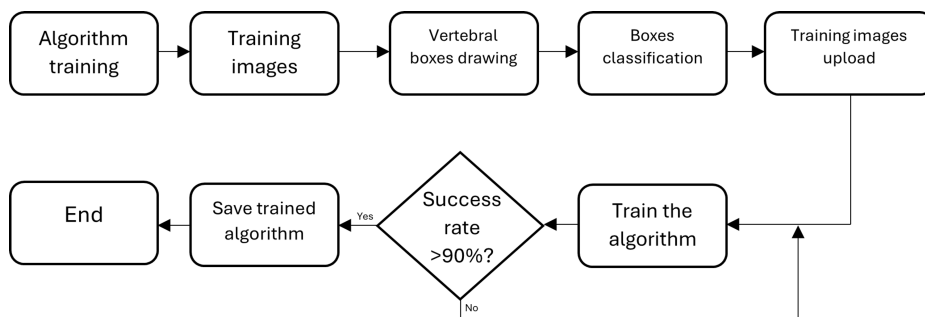 Algorithm
training
Training
images
Vertebral
boxes drawing
Boxes
classification
Training images
upload
End
Save trained
algorithm
Yes
Success
rate
>90%?
Train the
algorithm
No